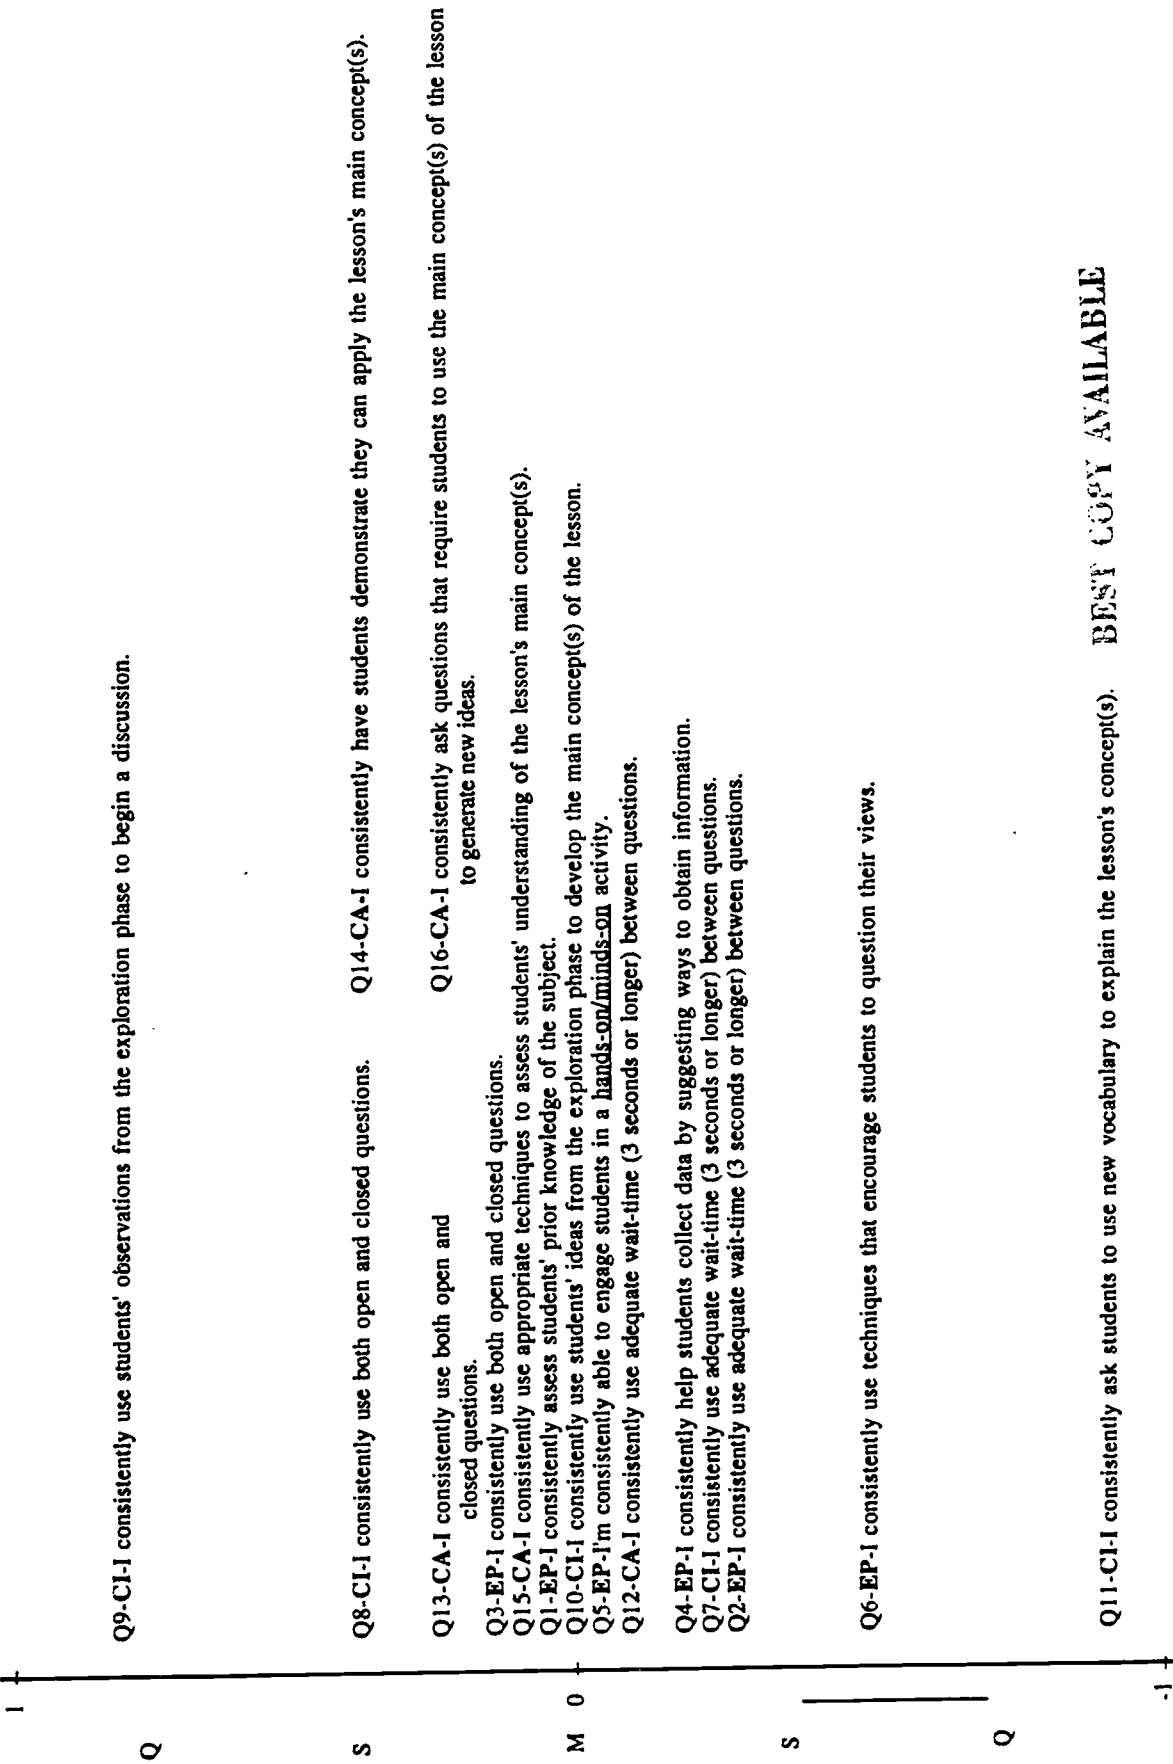 1
Q
Q9-CI-I consistently use students' observations from the exploration phase to begin a discussion.
S
Q8-CI-I consistently use both open and closed questions. Q14-CA-I consistently have students demonstrate they can apply the lesson's main concept(s).
Q13-CA-I consistently use both open and
closed questions.
Q16-CA-I consistently ask questions that require students to use the main concept(s) of the lesson
to generate new ideas.
Q3-EP-I consistently use both open and closed questions.
Q15-CA-I consistently use appropriate techniques to assess students' understanding of the lesson's main concept(s).
Q1-EP-I consistently assess students' prior knowledge of the subject.
M 0
Q10-CI-I consistently use students' ideas from the exploration phase to develop the main concept(s) of the lesson.
Q5-EP-I'm consistently able to engage students in a hands-on/minds-on activity.
Q12-CA-I consistently use adequate wait-time (3 seconds or longer) between questions.
Q4-EP-I consistently help students collect data by suggesting ways to obtain information.
Q7-CI-I consistently use adequate wait-time (3 seconds or longer) between questions.
Q2-EP-I consistently use adequate wait-time (3 seconds or longer) between questions.
S
Q6-EP-I consistently use techniques that encourage students to question their views.
Q
Q11-CI-I consistently ask students to use new vocabulary to explain the lesson's concept(s).
BEST COPY AVAILABLE
-1